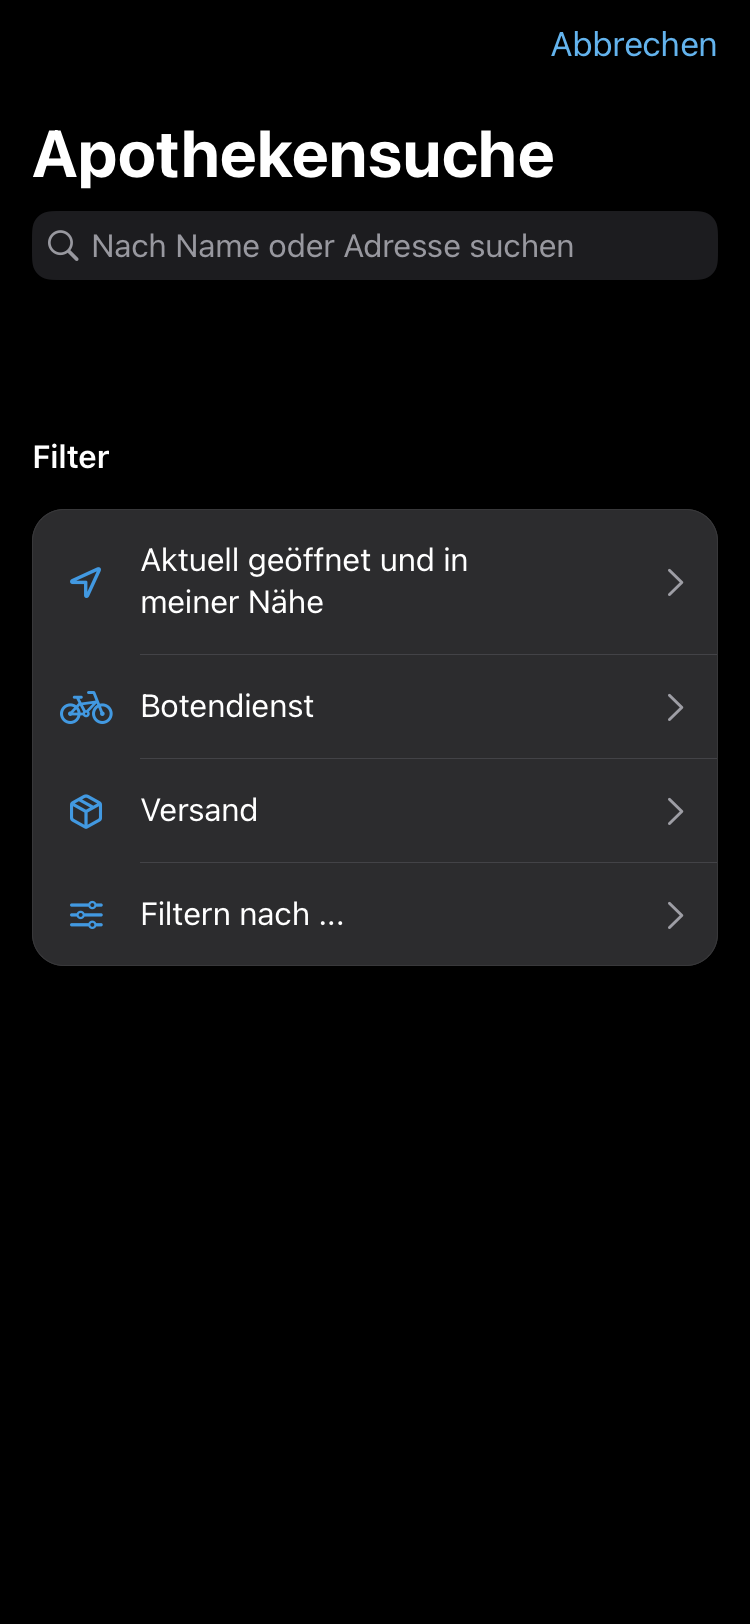 Abbrechen
Apothekensuche
Nach Name oder Adresse suchen
Filter
Aktuell geöffnet und in
meiner Nähe
Botendienst
Versand
Filtern nach ...